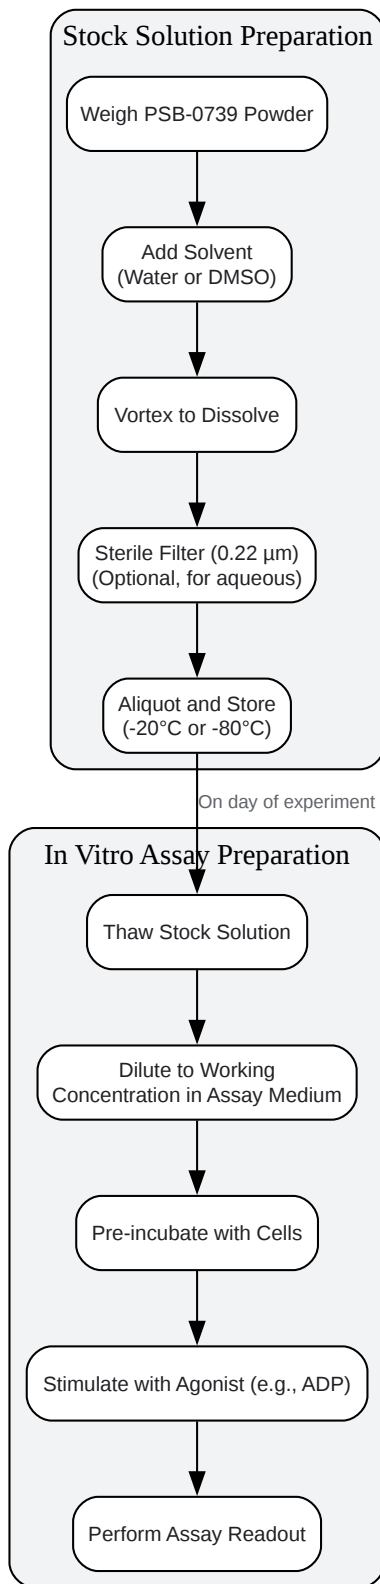 Stock Solution Preparation
Weigh PSB-0739 Powder
Add Solvent
(Water or DMSO)
Vortex to Dissolve
Sterile Filter (0.22 µm)
(Optional, for aqueous)
Aliquot and Store
(-20°C or -80°C)
On day of experiment
In Vitro Assay Preparation
Thaw Stock Solution
Dilute to Working
Concentration in Assay Medium
Pre-incubate with Cells
Stimulate with Agonist (e.g., ADP)
Perform Assay Readout